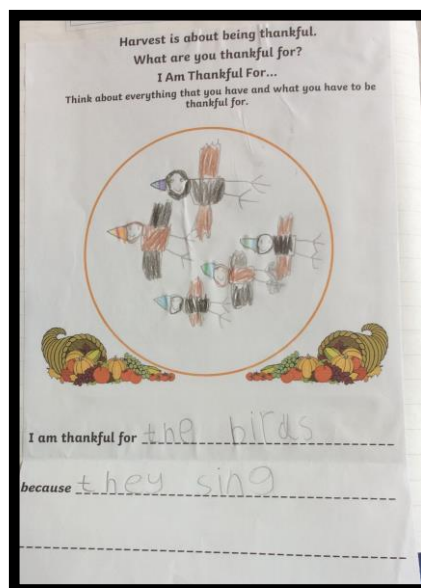 Harvest is about being thankful.
What are you thankful for?
I Am Thankful For...
Think about everything that you have and what you have to be
thankful for.
I am thankful for the birds
because they sing